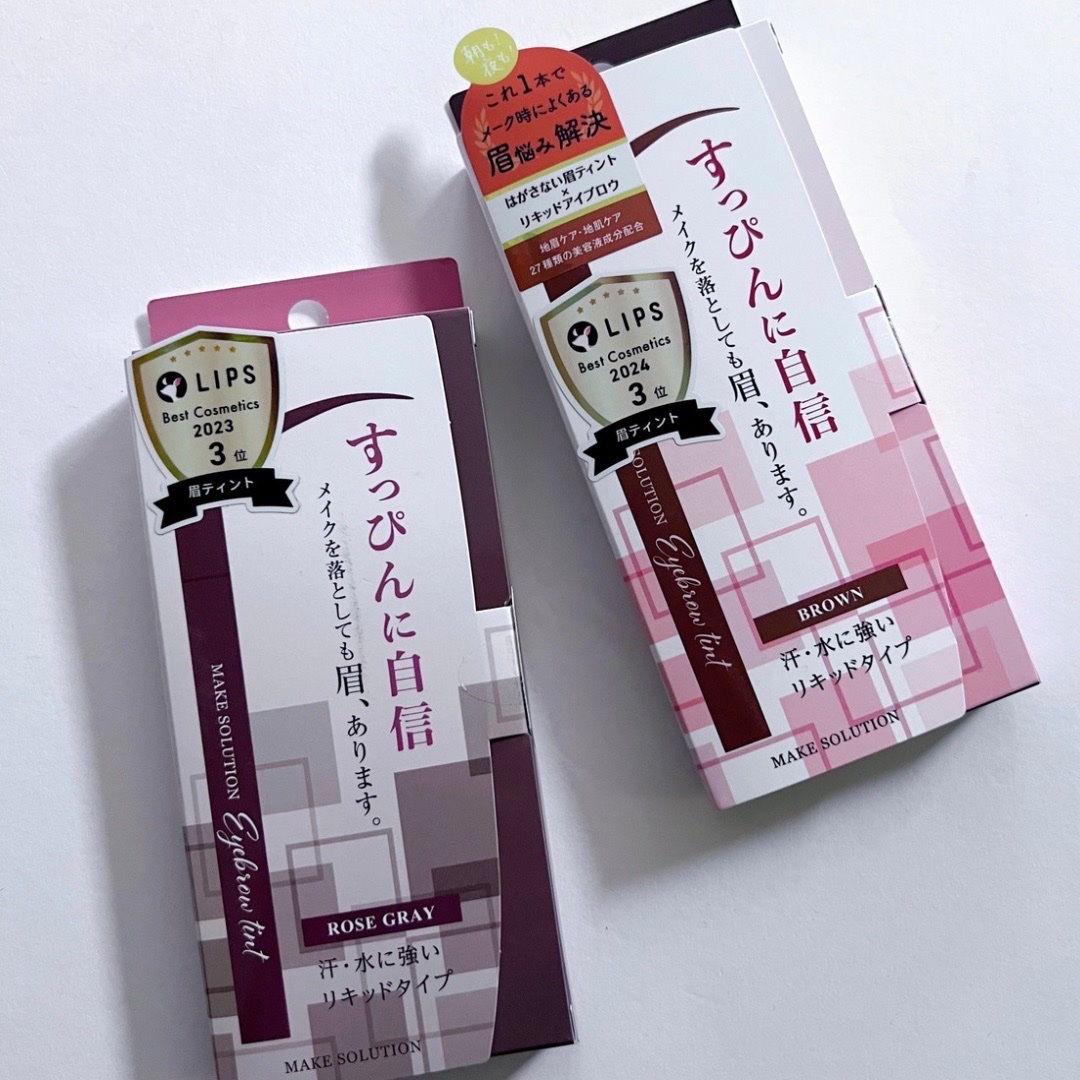 LIPS
Best Cosmetics
2023
3位
眉ティント
すっぴんに自信
メイクを落としても眉、あります。
MAKE SOLUTION Eyebrow tint
ROSE GRAY
汗・水に強い
リキッドタイプ
MAKE SOLUTION
朝も!
夜も!
これ1本で
メーク時によくある
眉悩み解決
はがさない眉ティント
×
リキッドアイブロウ
地眉ケア・地肌ケア
27種類の美容液成分配合
LIPS
Best Cosmetics
2024
3位
眉ティント
すっぴんに自信
メイクを落としても眉、あります。
SOLUTION Eyebrow tint
BROWN
汗・水に強い
リキッドタイプ
MAKE SOLUTION